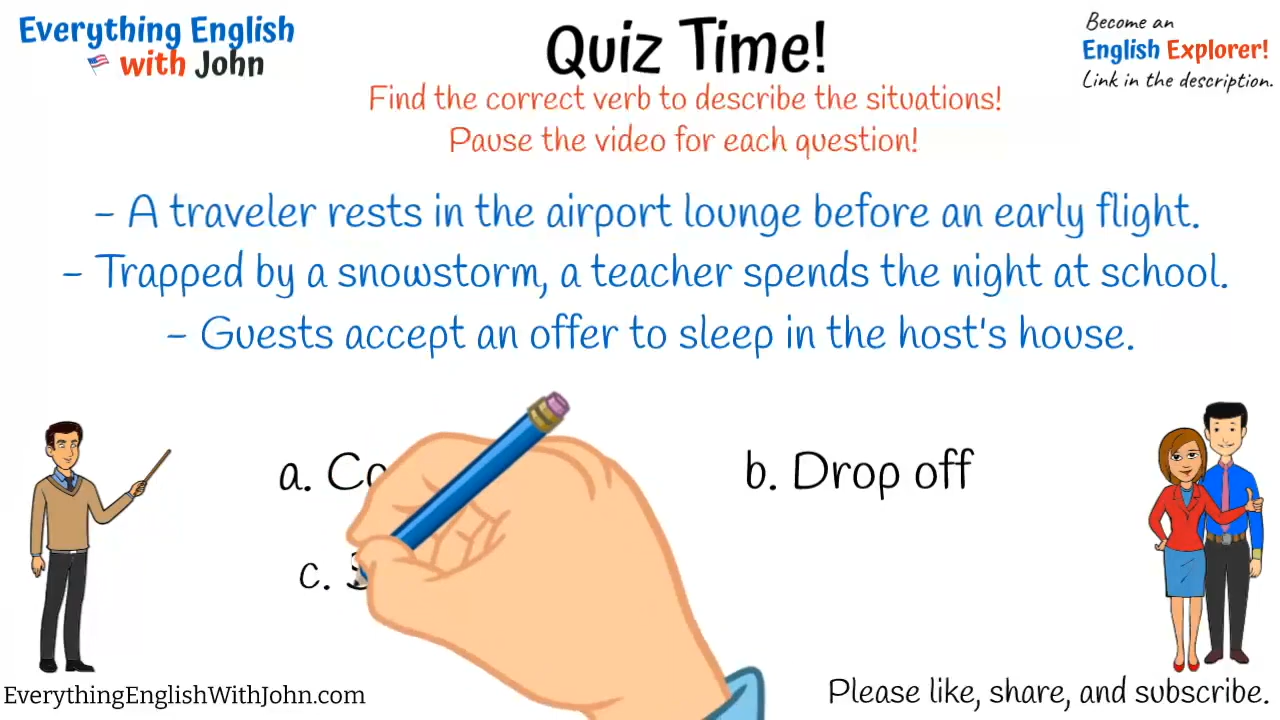 Everything English
with John
Quiz Time!
Become an
English Explorer!
Link in the description.
Find the correct verb to describe the situations!
Pause the video for each question!
- A traveler rests in the airport lounge before an early flight.
- Trapped by a snowstorm, a teacher spends the night at school.
- Guests accept an offer to sleep in the host's house.
a.
b. Drop off
c.
EverythingEnglishWithJohn.com
Please like, share, and subscribe.